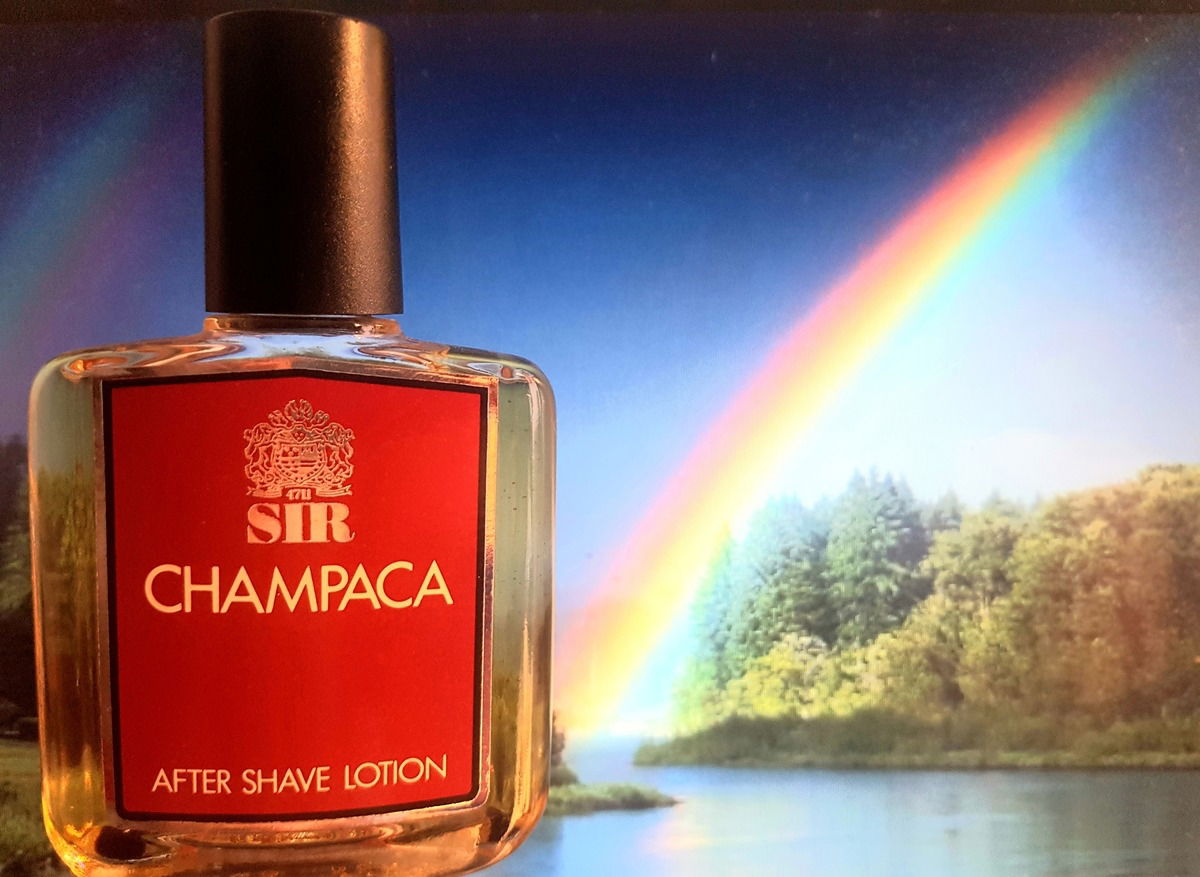 4711
SIR
CHAMPACA
AFTER SHAVE LOTION